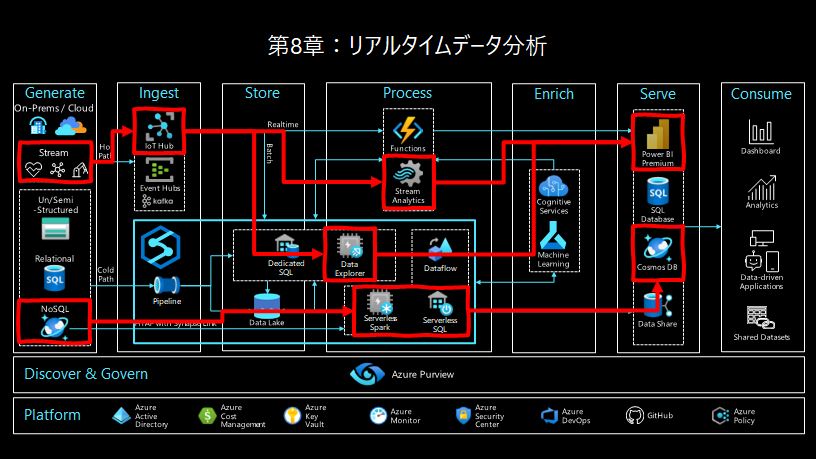 第8章：リアルタイムデータ分析
Generate
Ingest
Store
Process
Enrich
Serve
Consume
On-Prems / Cloud
Stream
Hot
Path
Un/Semi
-Structured
Relational
SQL
Cold
Path
NoSQL
IoT Hub
Event Hubs
kafka
Pipeline
Realtime
Batch
Dedicated
SQL
Data
Explorer
Data Lake
Functions
Stream
Analytics
Dataflow
Serverless
Spark
Serverless
SQL
Cognitive
Services
Machine
Learning
Power BI
Premium
SQL
SQL
Database
Cosmos DB
Data Share
Dashboard
Analytics
Data-driven
Applications
Shared Datasets
Discover & Govern
Azure Purview
Platform
Azure
Active
Directory
Azure
Cost
Management
Azure
Key
Vault
Azure
Monitor
Azure
Security
Center
Azure
DevOps
GitHub
Azure
Policy